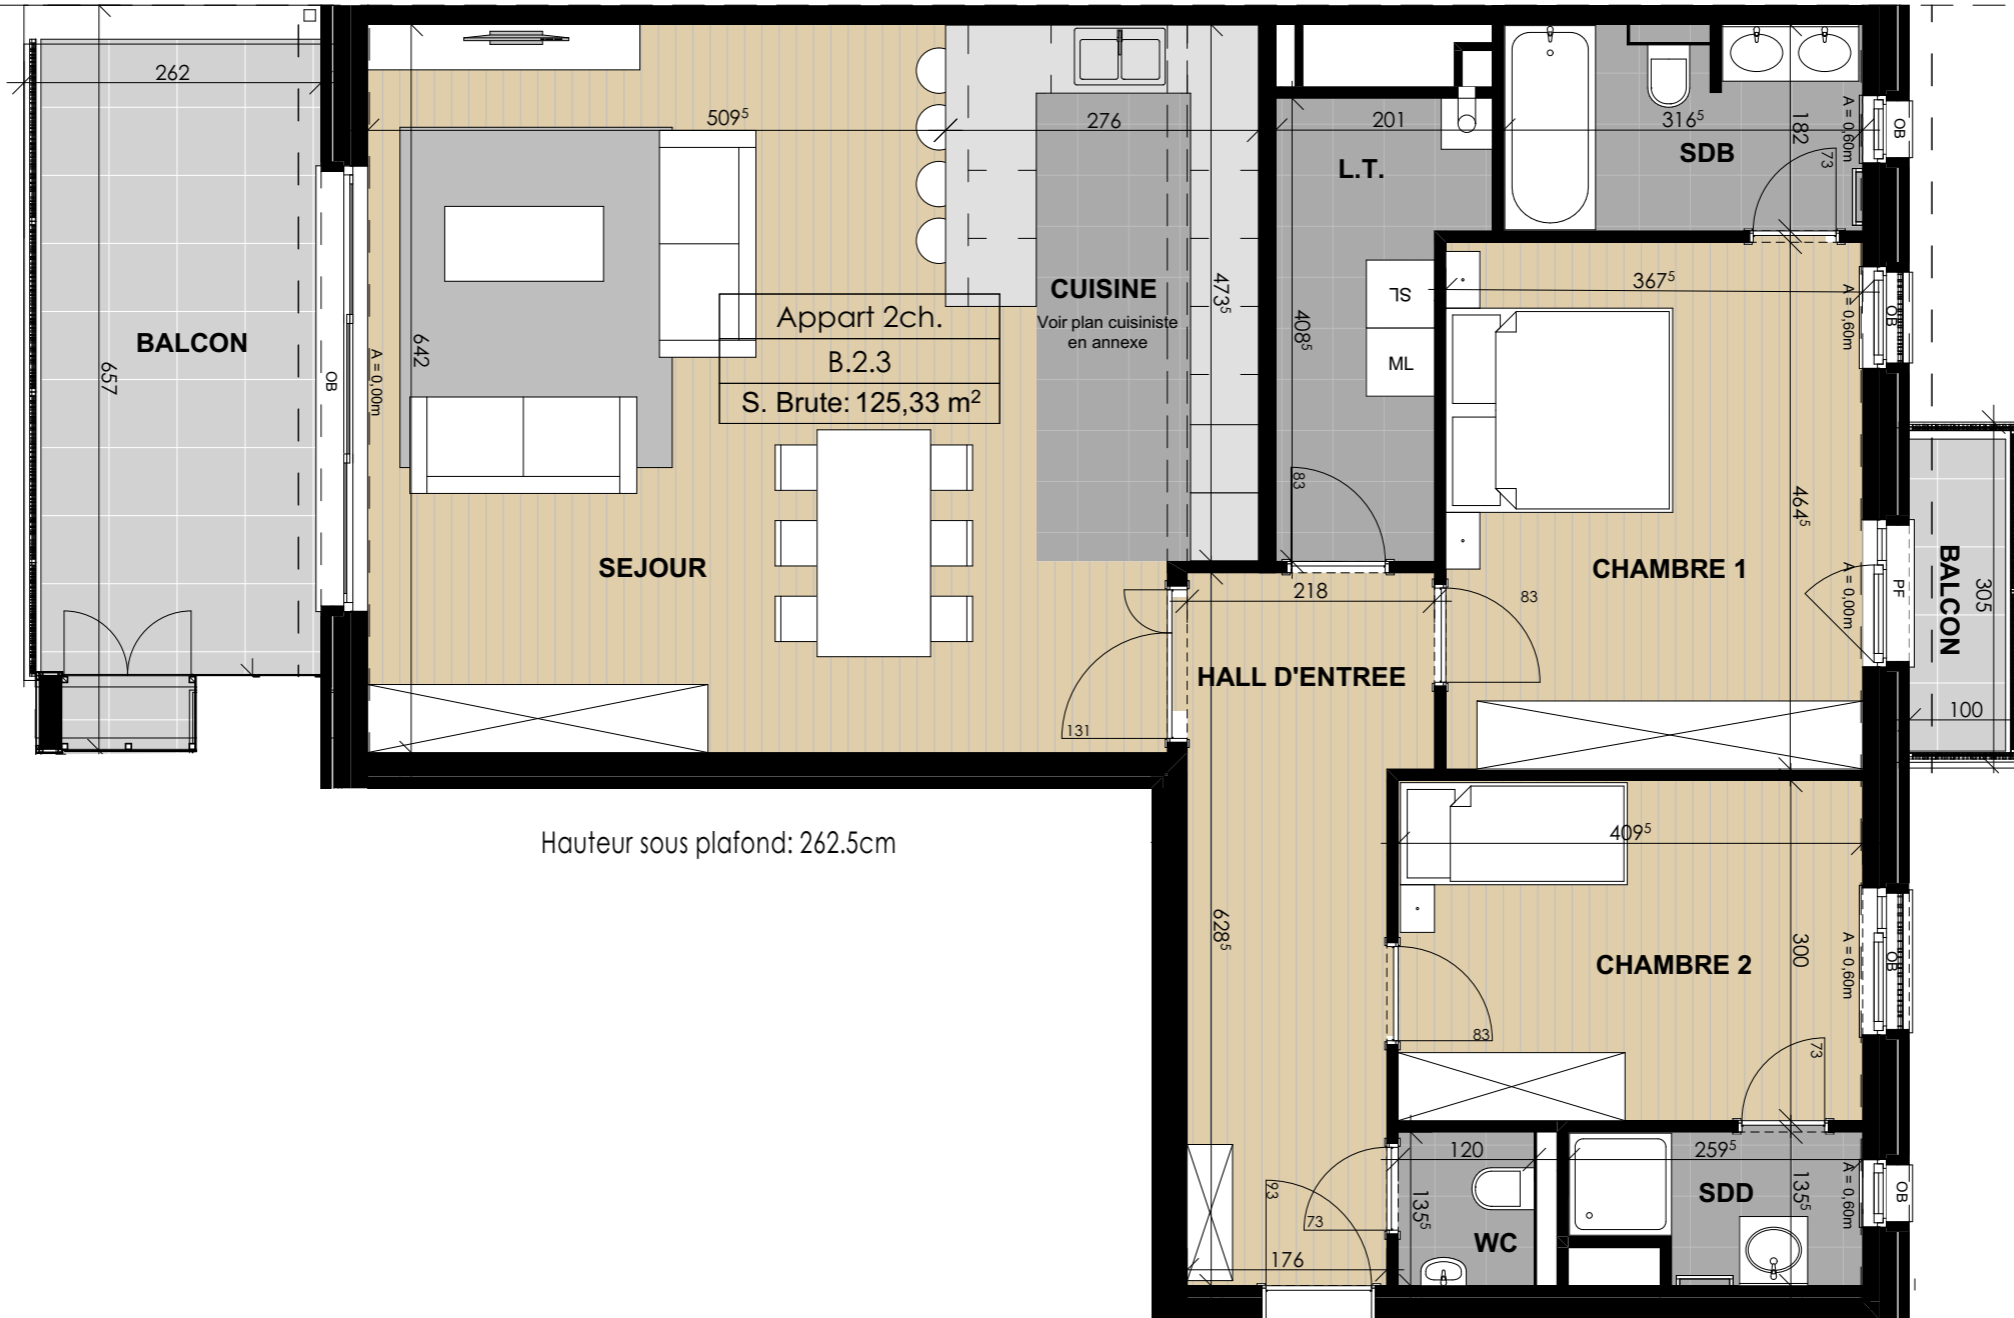 262
509⁵
276
201
316⁵
182
A = 0,60m
OB
73
SDB
L.T.
BALCON
657
OB
A = 0,00m
642
CUISINE
Voir plan cuisiniste
en annexe
473⁵
408⁵
SL
ML
367⁵
A = 0,60m
OB
Appart 2ch.
B.2.3
S. Brute: 125,33 m²
83
464⁵
SEJOUR
CHAMBRE 1
218
83
A = 0,00m
PF
BALCON
305
100
HALL D'ENTREE
131
Hauteur sous plafond: 262.5cm
409⁵
628⁵
300
CHAMBRE 2
A = 0,60m
OB
83
73
120
259⁵
135⁵
SDD
135⁵
A = 0,60m
OB
WC
93
73
176